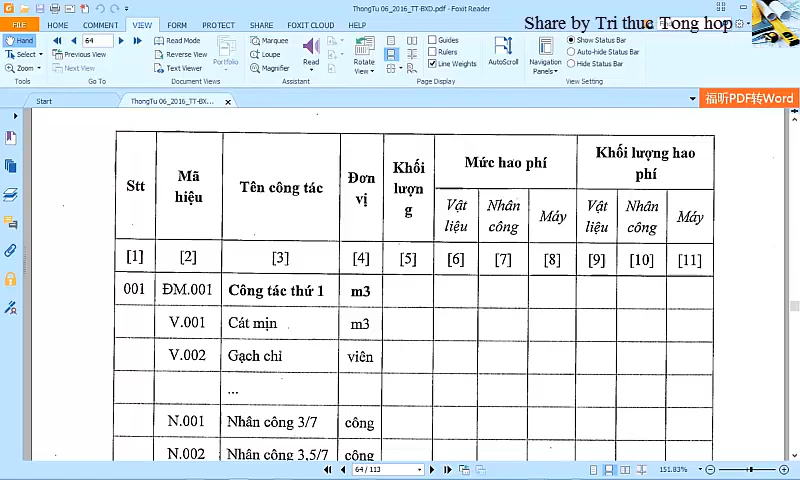 ThongTu 06_2016_TT-BXD.pdf - Foxit Reader
Share by Tri thuc Tong hop
FILE HOME COMMENT VIEW FORM PROTECT SHARE FOXIT CLOUD HELP
Hand
Select
Zoom
Tools
64
Previous View
Next View
Go To
Read Mode
Reverse View
Text Viewer
Document Views
Portfolio
Marquee
Loupe
Magnifier
Assistant
Read
Rotate
View
Guides
Rulers
Line Weights
Page Display
AutoScroll
Navigation
Panels
Show Status Bar
Auto-hide Status Bar
Hide Status Bar
View Setting
Start
ThongTu 06_2016_TT-BX...
福昕PDF转Word
Stt Mã hiệu Tên công tác Đơn vị Khối lượn g Mức hao phí Khối lượng hao phí
Vật liệu Nhân công Máy Vật liệu Nhân công Máy
[1] [2] [3] [4] [5] [6] [7] [8] [9] [10] [11]
001 ĐM.001 Công tác thứ 1 m3
V.001 Cát mịn m3
V.002 Gạch chỉ viên
...
N.001 Nhân công 3/7 công
N.002 Nhân công 3,5/7 công
64 / 113
151.83%